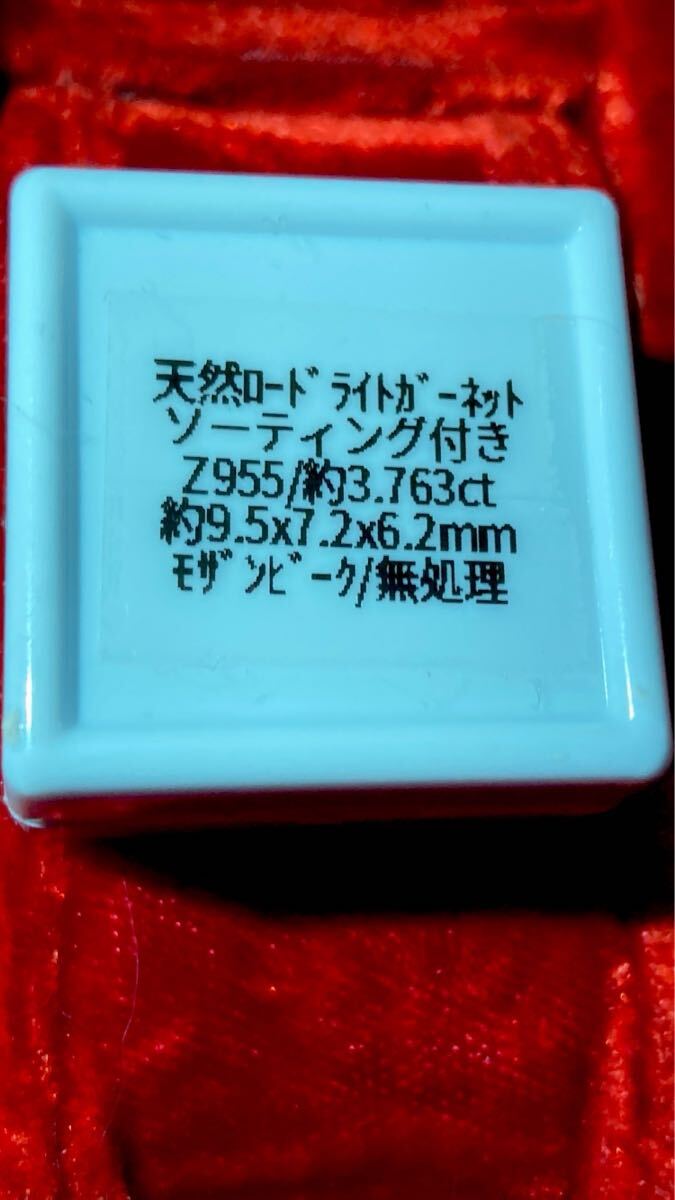 天然ﾛｰﾄﾞﾗｲﾄｶﾞｰﾈｯﾄ
ソーティング付き
Z955/約3.763ct
約9.5x7.2x6.2mm
ﾓｻﾞﾝﾋﾞｰｸ/無処理